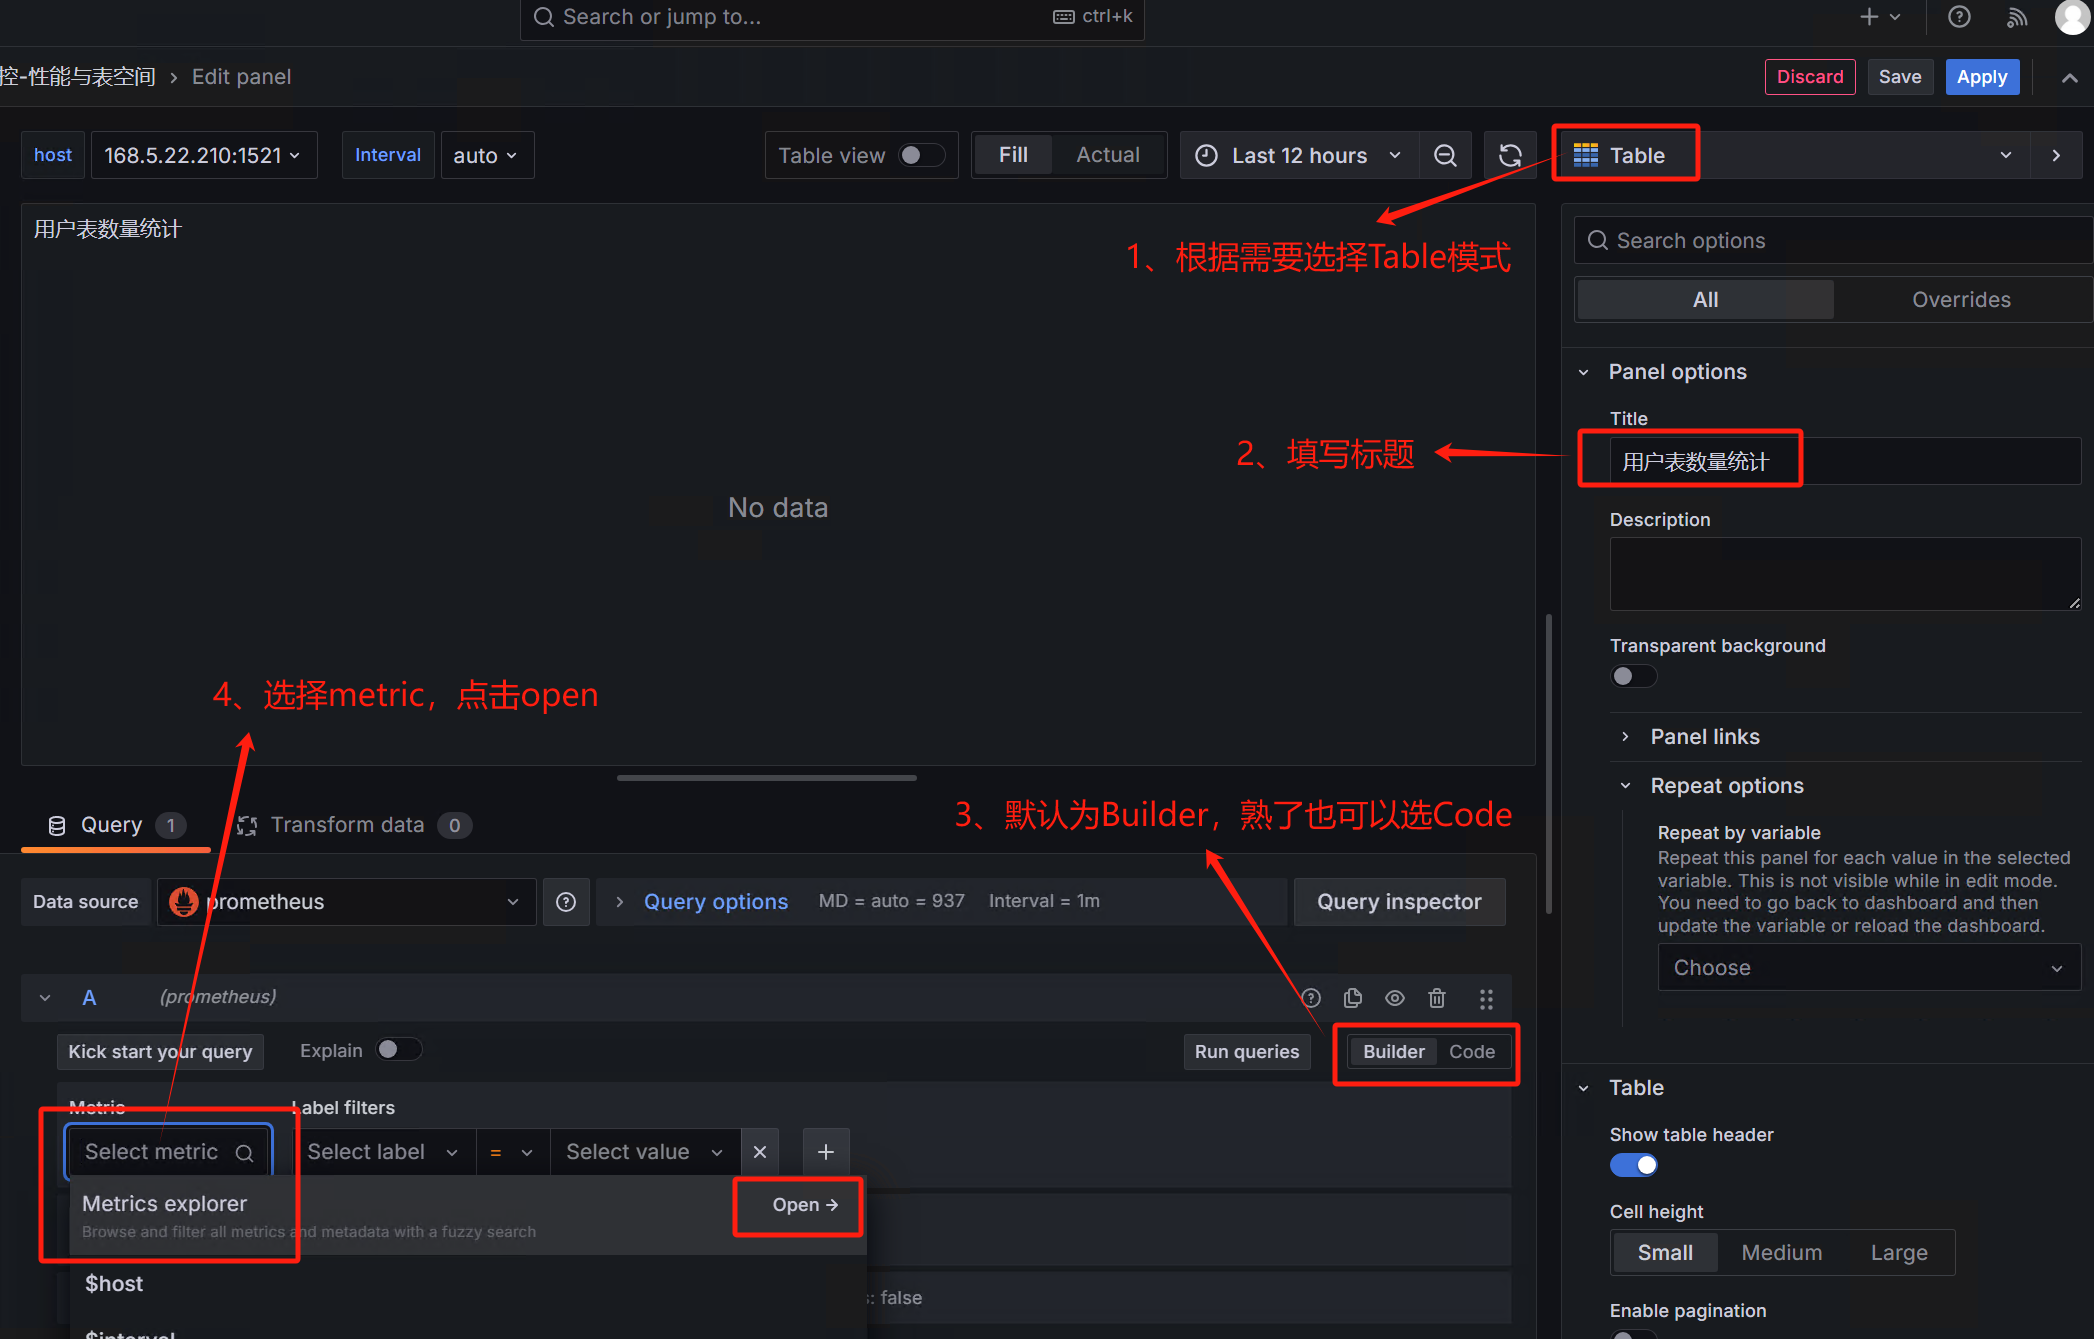 Search or jump to...
ctrl+k
控-性能与表空间 › Edit panel
Discard
Save
Apply
host
168.5.22.210:1521
Interval
auto
Table view
Fill
Actual
Last 12 hours
Table
用户表数量统计
1、根据需要选择Table模式
Search options
All
Overrides
Panel options
Title
2、填写标题
用户表数量统计
No data
Description
Transparent background
4、选择metric，点击open
Panel links
Repeat options
3、默认为Builder，熟了也可以选Code
Query 1
Transform data 0
Repeat by variable
Repeat this panel for each value in the selected
variable. This is not visible while in edit mode.
You need to go back to dashboard and then
update the variable or reload the dashboard.
Choose
Data source
prometheus
Query options
MD = auto = 937
Interval = 1m
Query inspector
A
(prometheus)
Kick start your query
Explain
Run queries
Builder
Code
Metric
Label filters
Select metric
Select label
=
Select value
Metrics explorer
Browse and filter all metrics and metadata with a fuzzy search
Open →
$host
: false
$interval
Table
Show table header
Cell height
Small
Medium
Large
Enable pagination